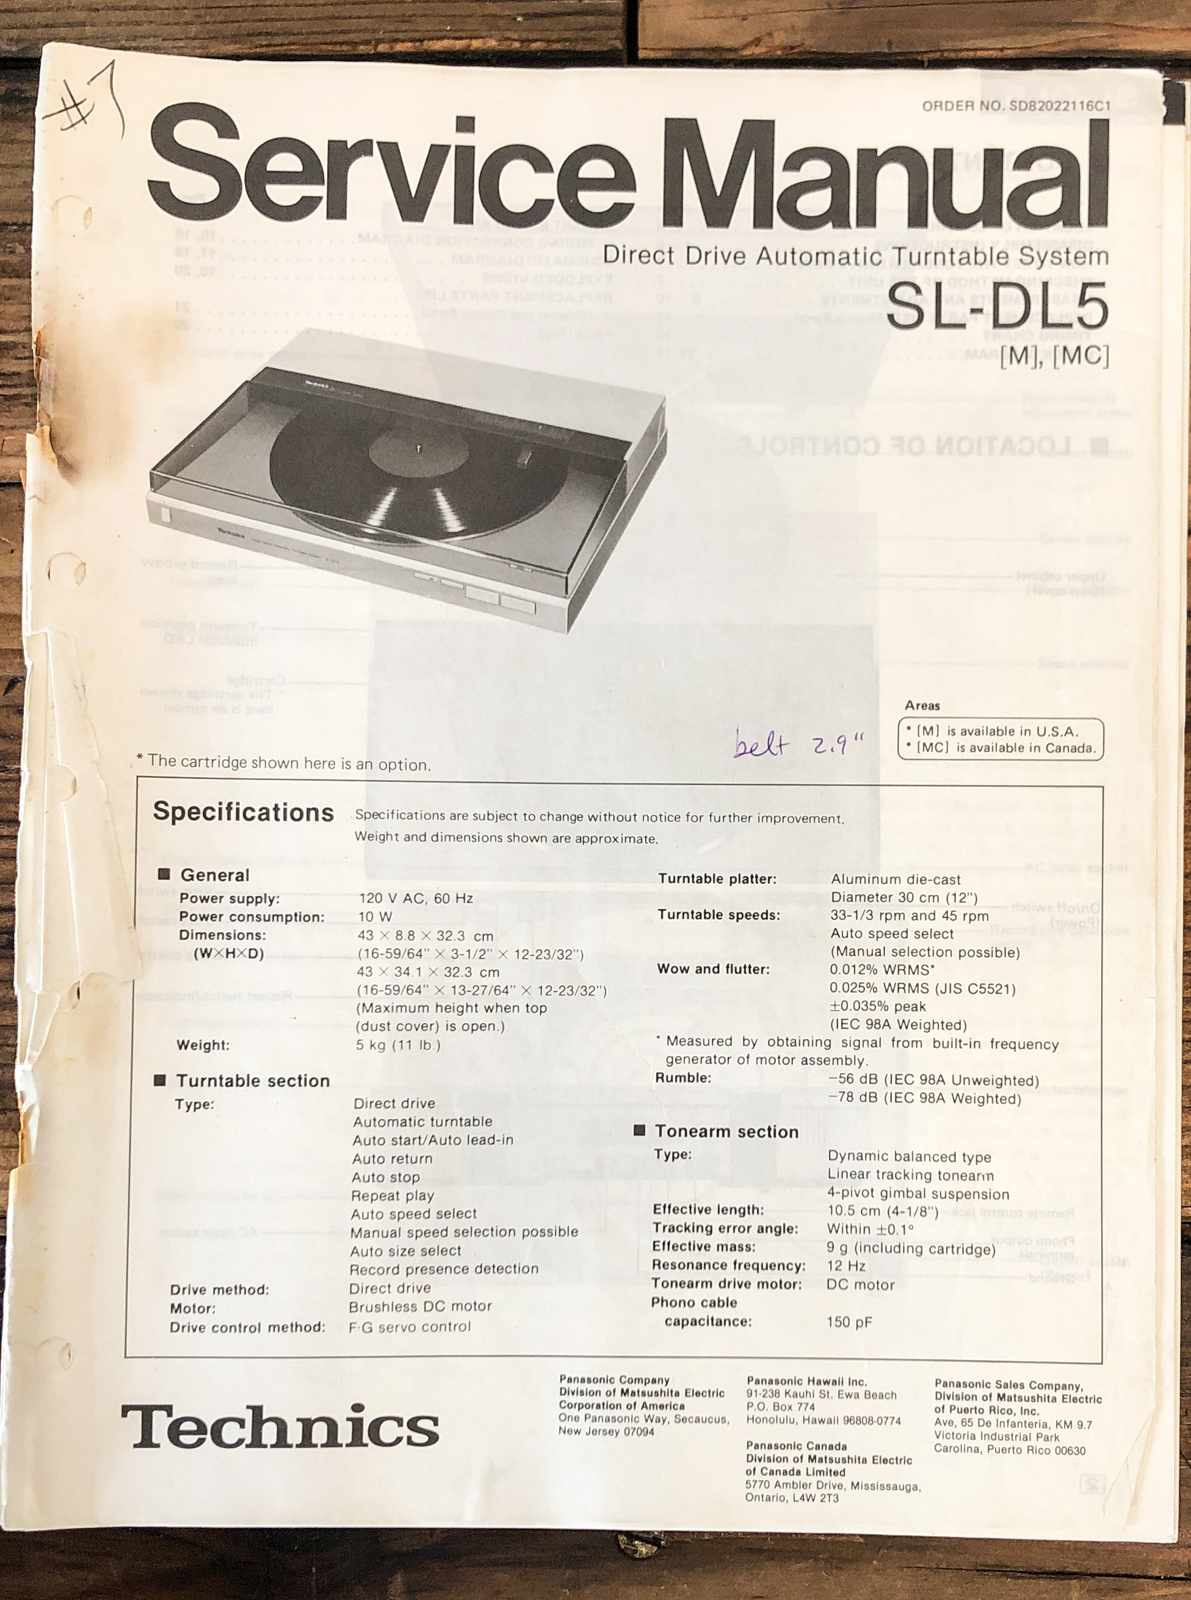 #7
ORDER NO. SD82022116C1
Service Manual
Direct Drive Automatic Turntable System
SL-DL5
[M], [MC]
Technics
Technics
Areas
* [M] is available in U.S.A.
* [MC] is available in Canada.
belt 2.9"
* The cartridge shown here is an option.
Specifications
Specifications are subject to change without notice for further improvement.
Weight and dimensions shown are approximate.
■ General
Power supply: 120 V AC, 60 Hz
Power consumption: 10 W
Dimensions: 43 × 8.8 × 32.3 cm
(W×H×D) (16-59/64" × 3-1/2" × 12-23/32")
43 × 34.1 × 32.3 cm
(16-59/64" × 13-27/64" × 12-23/32")
(Maximum height when top
(dust cover) is open.)
Weight: 5 kg (11 lb.)
■ Turntable section
Type: Direct drive
Automatic turntable
Auto start/Auto lead-in
Auto return
Auto stop
Repeat play
Auto speed select
Manual speed selection possible
Auto size select
Record presence detection
Drive method: Direct drive
Motor: Brushless DC motor
Drive control method: F·G servo control
Turntable platter: Aluminum die-cast
Diameter 30 cm (12")
Turntable speeds: 33-1/3 rpm and 45 rpm
Auto speed select
(Manual selection possible)
Wow and flutter: 0.012% WRMS*
0.025% WRMS (JIS C5521)
±0.035% peak
(IEC 98A Weighted)
* Measured by obtaining signal from built-in frequency
generator of motor assembly.
Rumble: −56 dB (IEC 98A Unweighted)
−78 dB (IEC 98A Weighted)
■ Tonearm section
Type: Dynamic balanced type
Linear tracking tonearm
4-pivot gimbal suspension
Effective length: 10.5 cm (4-1/8")
Tracking error angle: Within ±0.1°
Effective mass: 9 g (including cartridge)
Resonance frequency: 12 Hz
Tonearm drive motor: DC motor
Phono cable
capacitance: 150 pF
Technics
Panasonic Company
Division of Matsushita Electric
Corporation of America
One Panasonic Way, Secaucus,
New Jersey 07094
Panasonic Hawaii Inc.
91-238 Kauhi St. Ewa Beach
P.O. Box 774
Honolulu, Hawaii 96808-0774
Panasonic Canada
Division of Matsushita Electric
of Canada Limited
5770 Ambler Drive, Mississauga,
Ontario, L4W 2T3
Panasonic Sales Company,
Division of Matsushita Electric
of Puerto Rico, Inc.
Ave, 65 De Infanteria, KM 9.7
Victoria Industrial Park
Carolina, Puerto Rico 00630